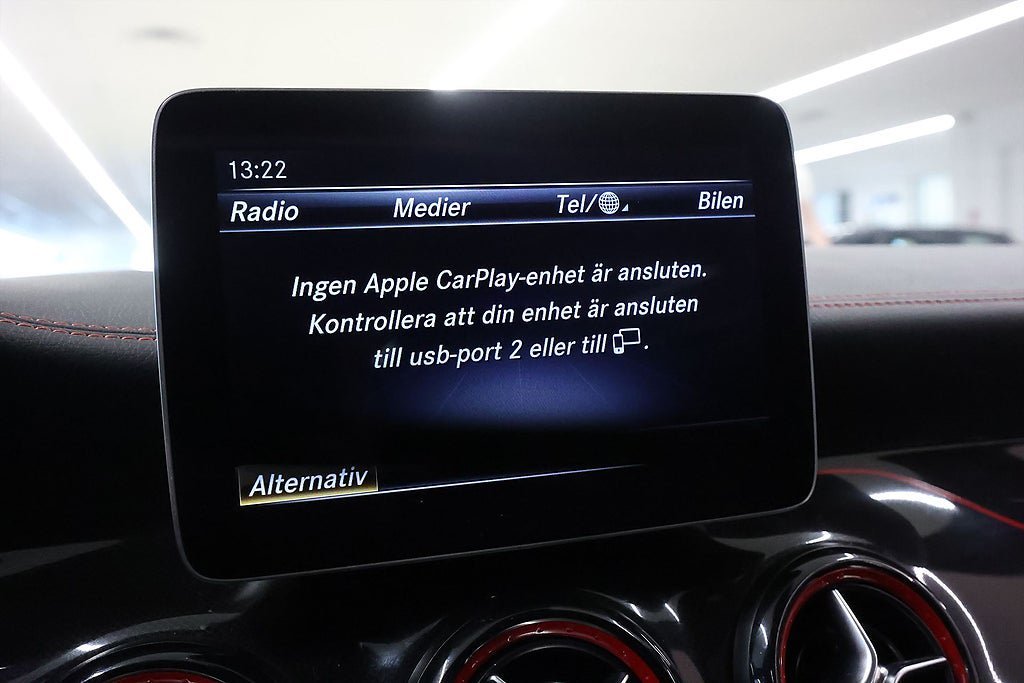 13:22
Radio Medier Tel/ Bilen
Ingen Apple CarPlay-enhet är ansluten.
Kontrollera att din enhet är ansluten
till usb-port 2 eller till .
Alternativ